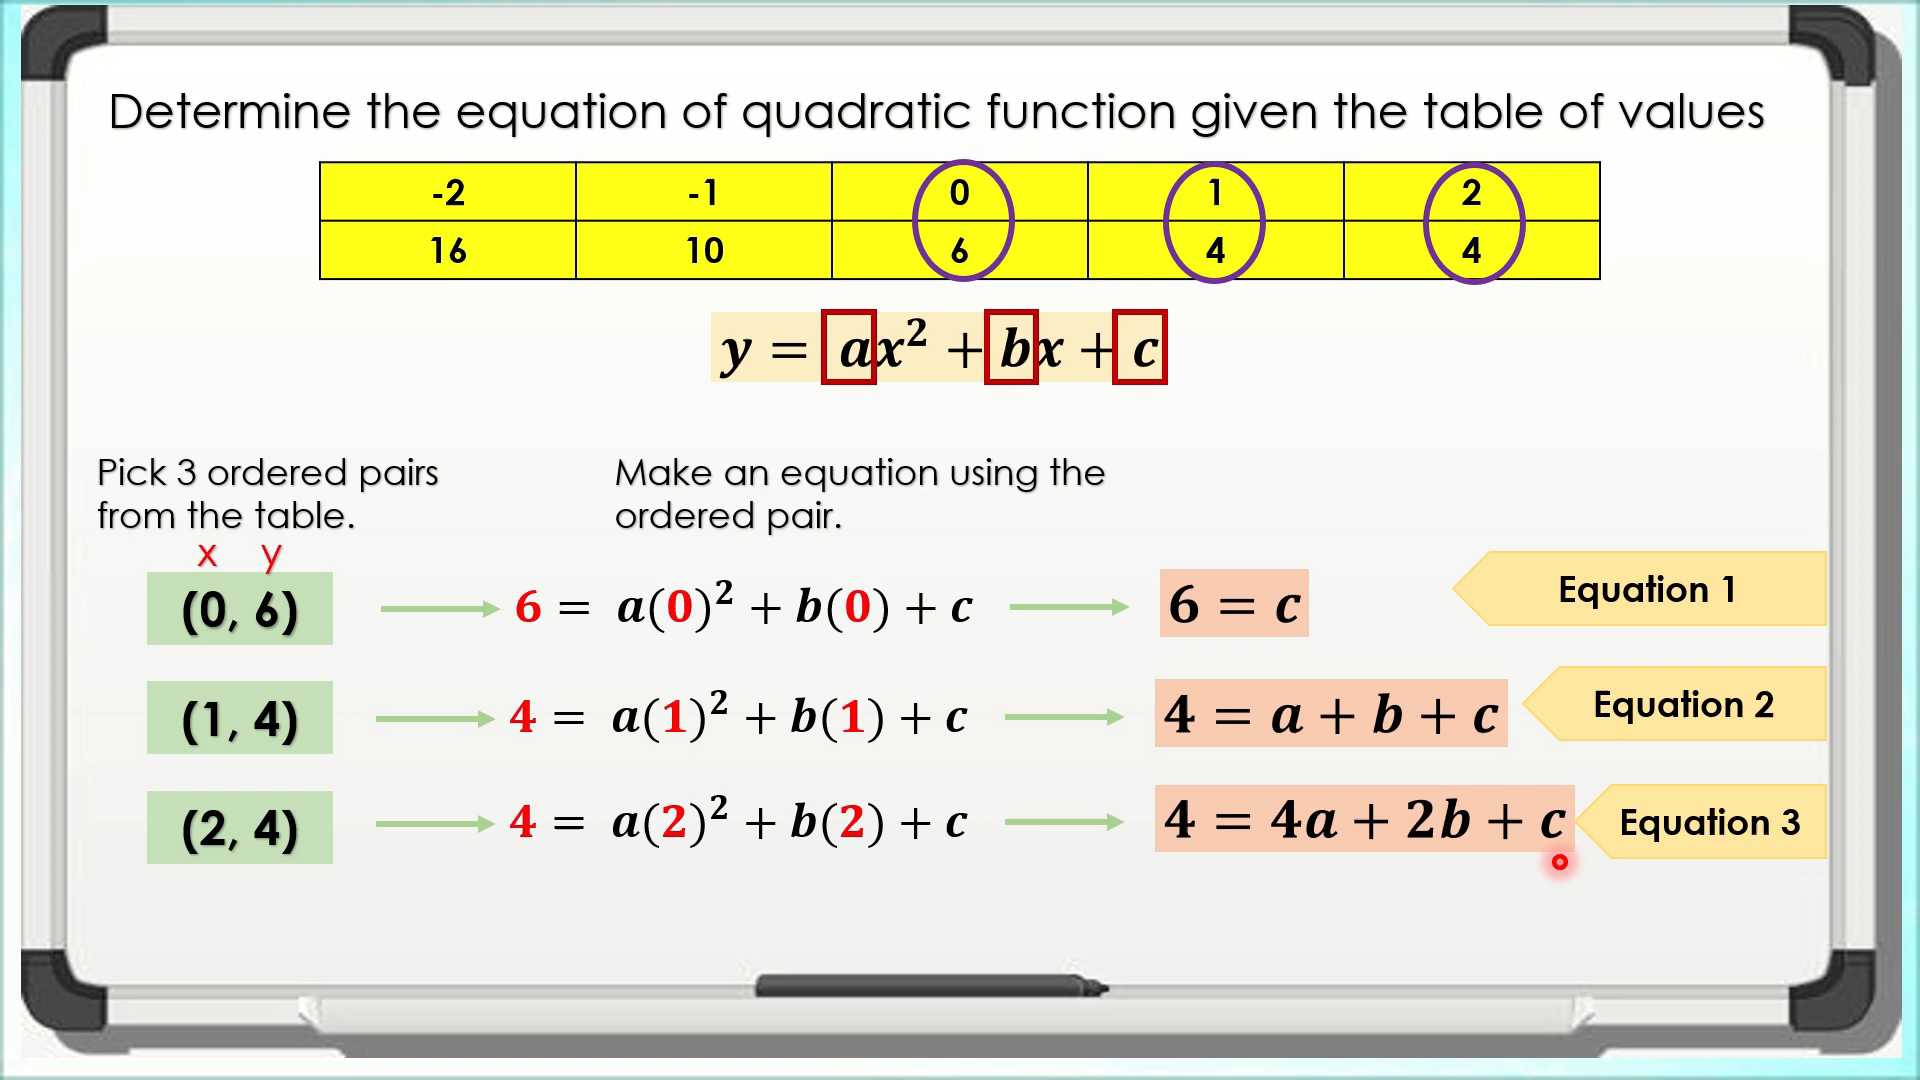 Determine the equation of quadratic function given the table of values
-2 -1 0 1 2
16 10 6 4 4
y = ax² + bx + c
Pick 3 ordered pairs
from the table.
Make an equation using the
ordered pair.
x y
(0, 6) 6 = a(0)² + b(0) + c 6 = c Equation 1
(1, 4) 4 = a(1)² + b(1) + c 4 = a + b + c Equation 2
(2, 4) 4 = a(2)² + b(2) + c 4 = 4a + 2b + c Equation 3